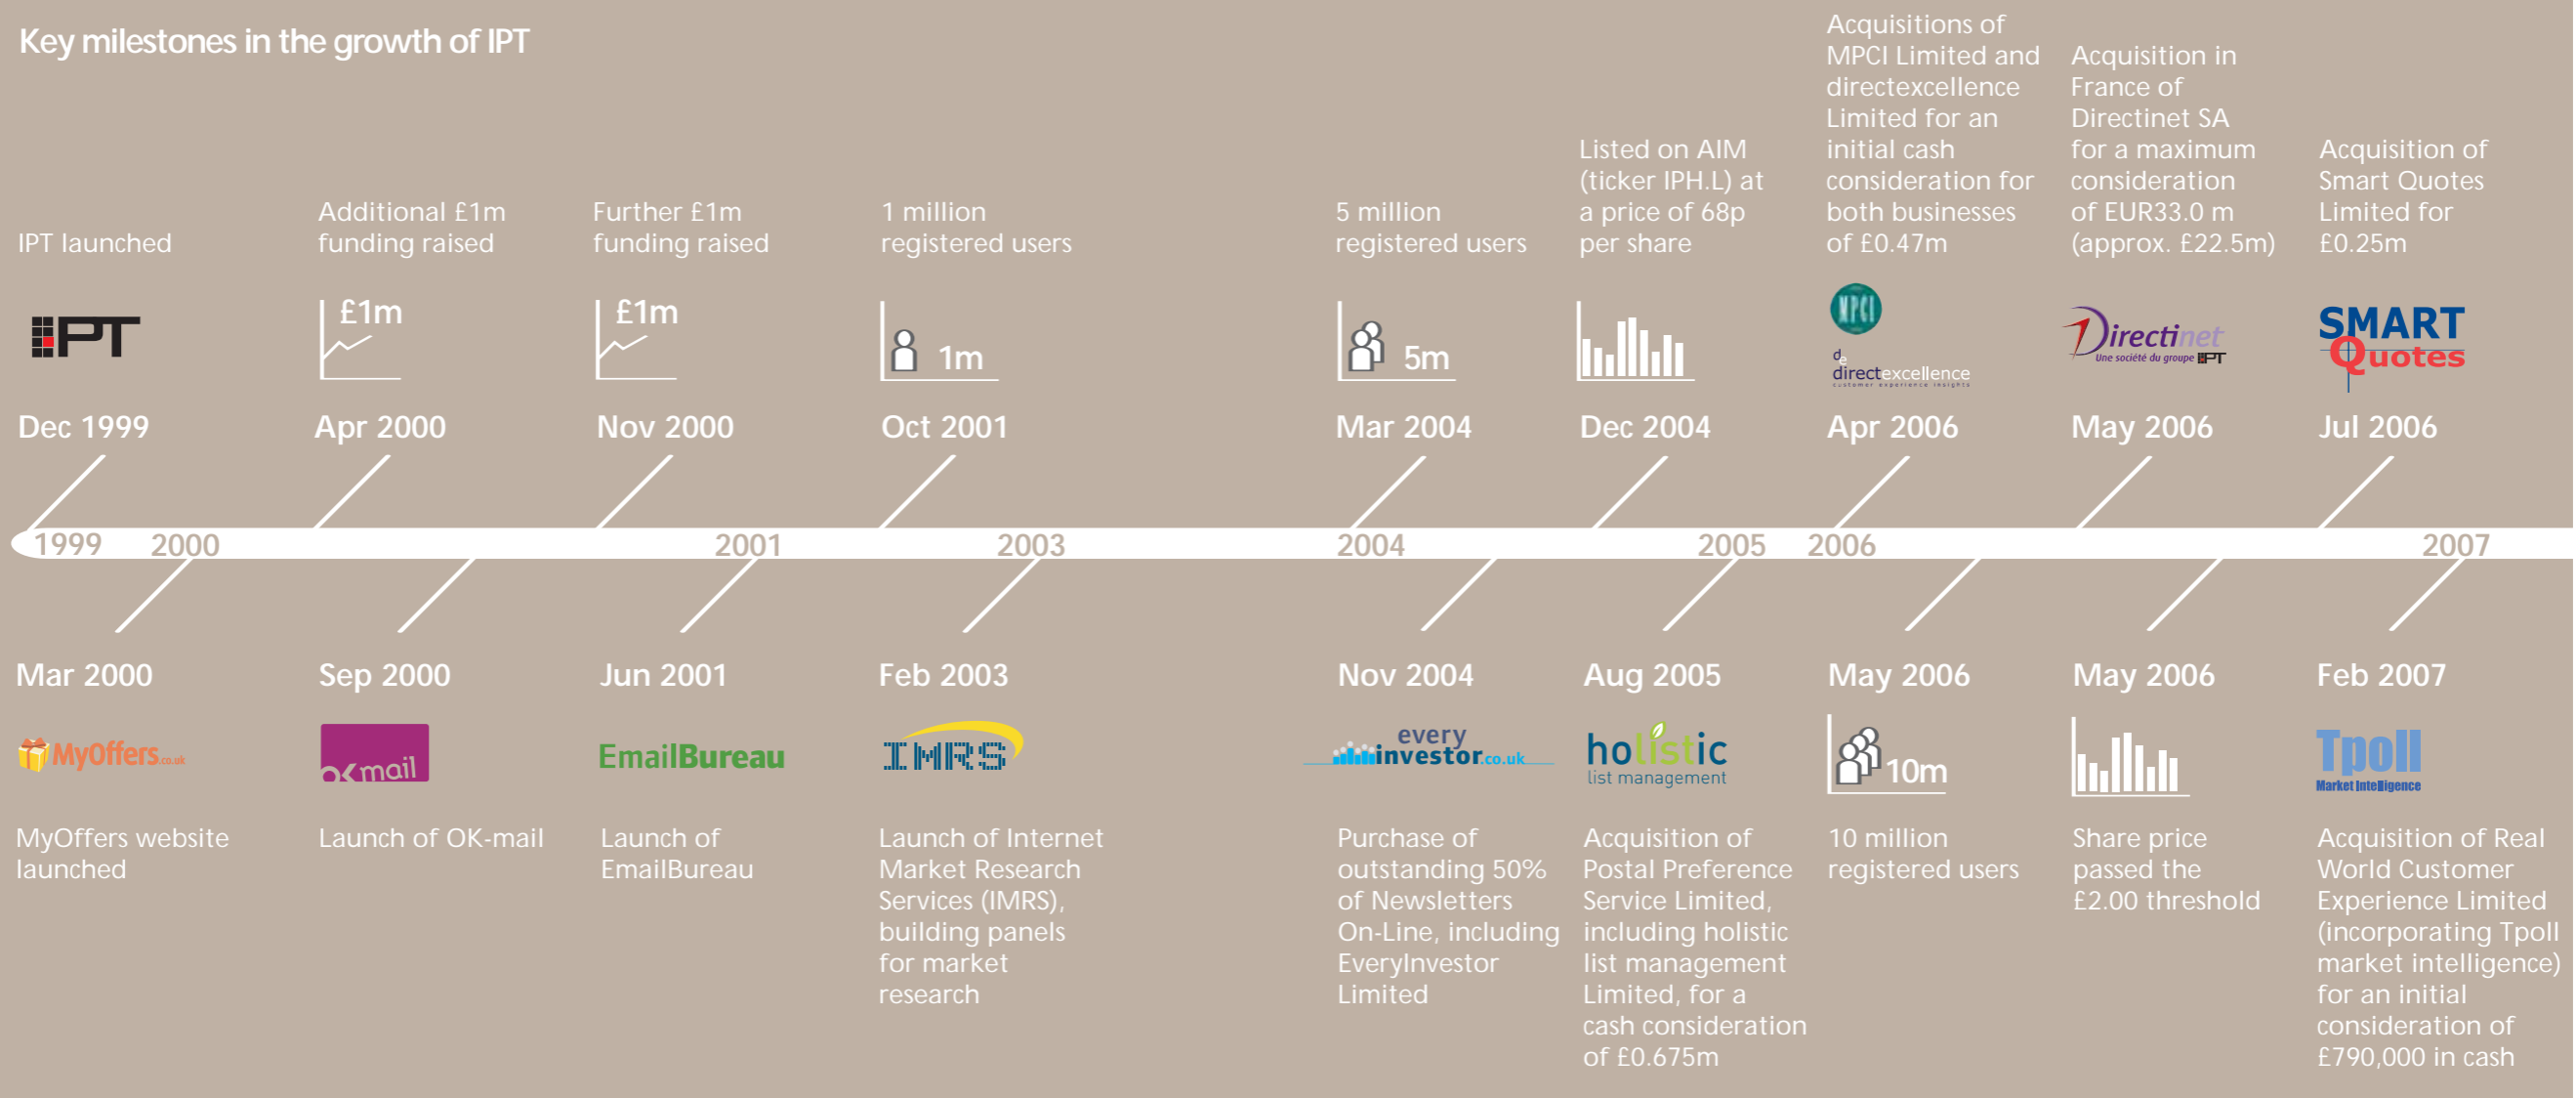 Key milestones in the growth of IPT
IPT launched
IPT
Dec 1999
Additional £1m
funding raised
£1m
Apr 2000
Further £1m
funding raised
£1m
Nov 2000
1 million
registered users
1m
Oct 2001
5 million
registered users
5m
Mar 2004
Listed on AIM
(ticker IPH.L) at
a price of 68p
per share
Dec 2004
Acquisitions of
MPCI Limited and
directexcellence
Limited for an
initial cash
consideration for
both businesses
of £0.47m
MPCI
de
directexcellence
customer experience insights
Apr 2006
Acquisition in
France of
Directinet SA
for a maximum
consideration
of EUR33.0 m
(approx. £22.5m)
Directinet
Une société du groupe IPT
May 2006
Acquisition of
Smart Quotes
Limited for
£0.25m
SMART
Quotes
Jul 2006
1999 2000 2001 2003 2004 2005 2006 2007
Mar 2000
MyOffers.co.uk
MyOffers website
launched
Sep 2000
OKmail
Launch of OK-mail
Jun 2001
EmailBureau
Launch of
EmailBureau
Feb 2003
IMRS
Launch of Internet
Market Research
Services (IMRS),
building panels
for market
research
Nov 2004
every
investor.co.uk
Purchase of
outstanding 50%
of Newsletters
On-Line, including
EveryInvestor
Limited
Aug 2005
holistic
list management
Acquisition of
Postal Preference
Service Limited,
including holistic
list management
Limited, for a
cash consideration
of £0.675m
May 2006
10m
10 million
registered users
May 2006
Share price
passed the
£2.00 threshold
Feb 2007
Tpoll
Market Intelligence
Acquisition of Real
World Customer
Experience Limited
(incorporating Tpoll
market intelligence)
for an initial
consideration of
£790,000 in cash